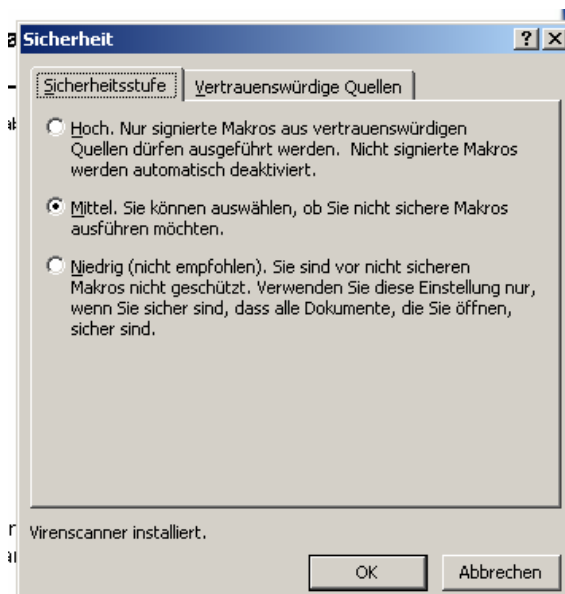 Sicherheit
Sicherheitsstufe
Vertrauenswürdige Quellen
Hoch. Nur signierte Makros aus vertrauenswürdigen
Quellen dürfen ausgeführt werden. Nicht signierte Makros
werden automatisch deaktiviert.
Mittel. Sie können auswählen, ob Sie nicht sichere Makros
ausführen möchten.
Niedrig (nicht empfohlen). Sie sind vor nicht sicheren
Makros nicht geschützt. Verwenden Sie diese Einstellung nur,
wenn Sie sicher sind, dass alle Dokumente, die Sie öffnen,
sicher sind.
Virenscanner installiert.
OK
Abbrechen